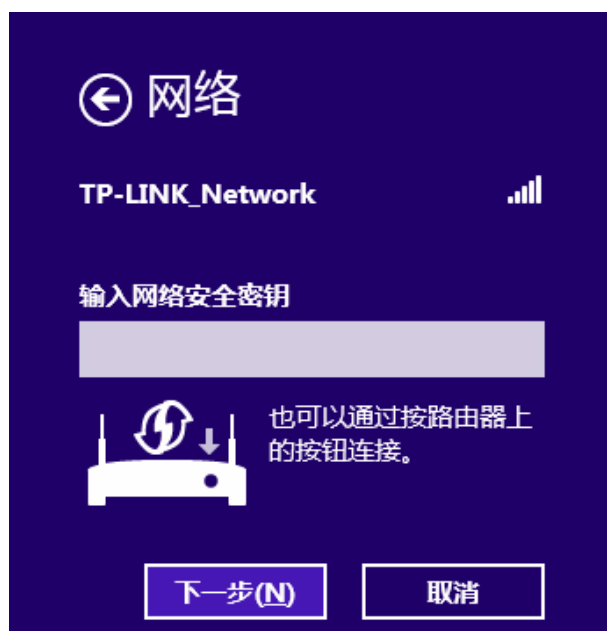 网络
TP-LINK_Network
输入网络安全密钥
也可以通过按路由器上
的按钮连接。
下一步(N)
取消